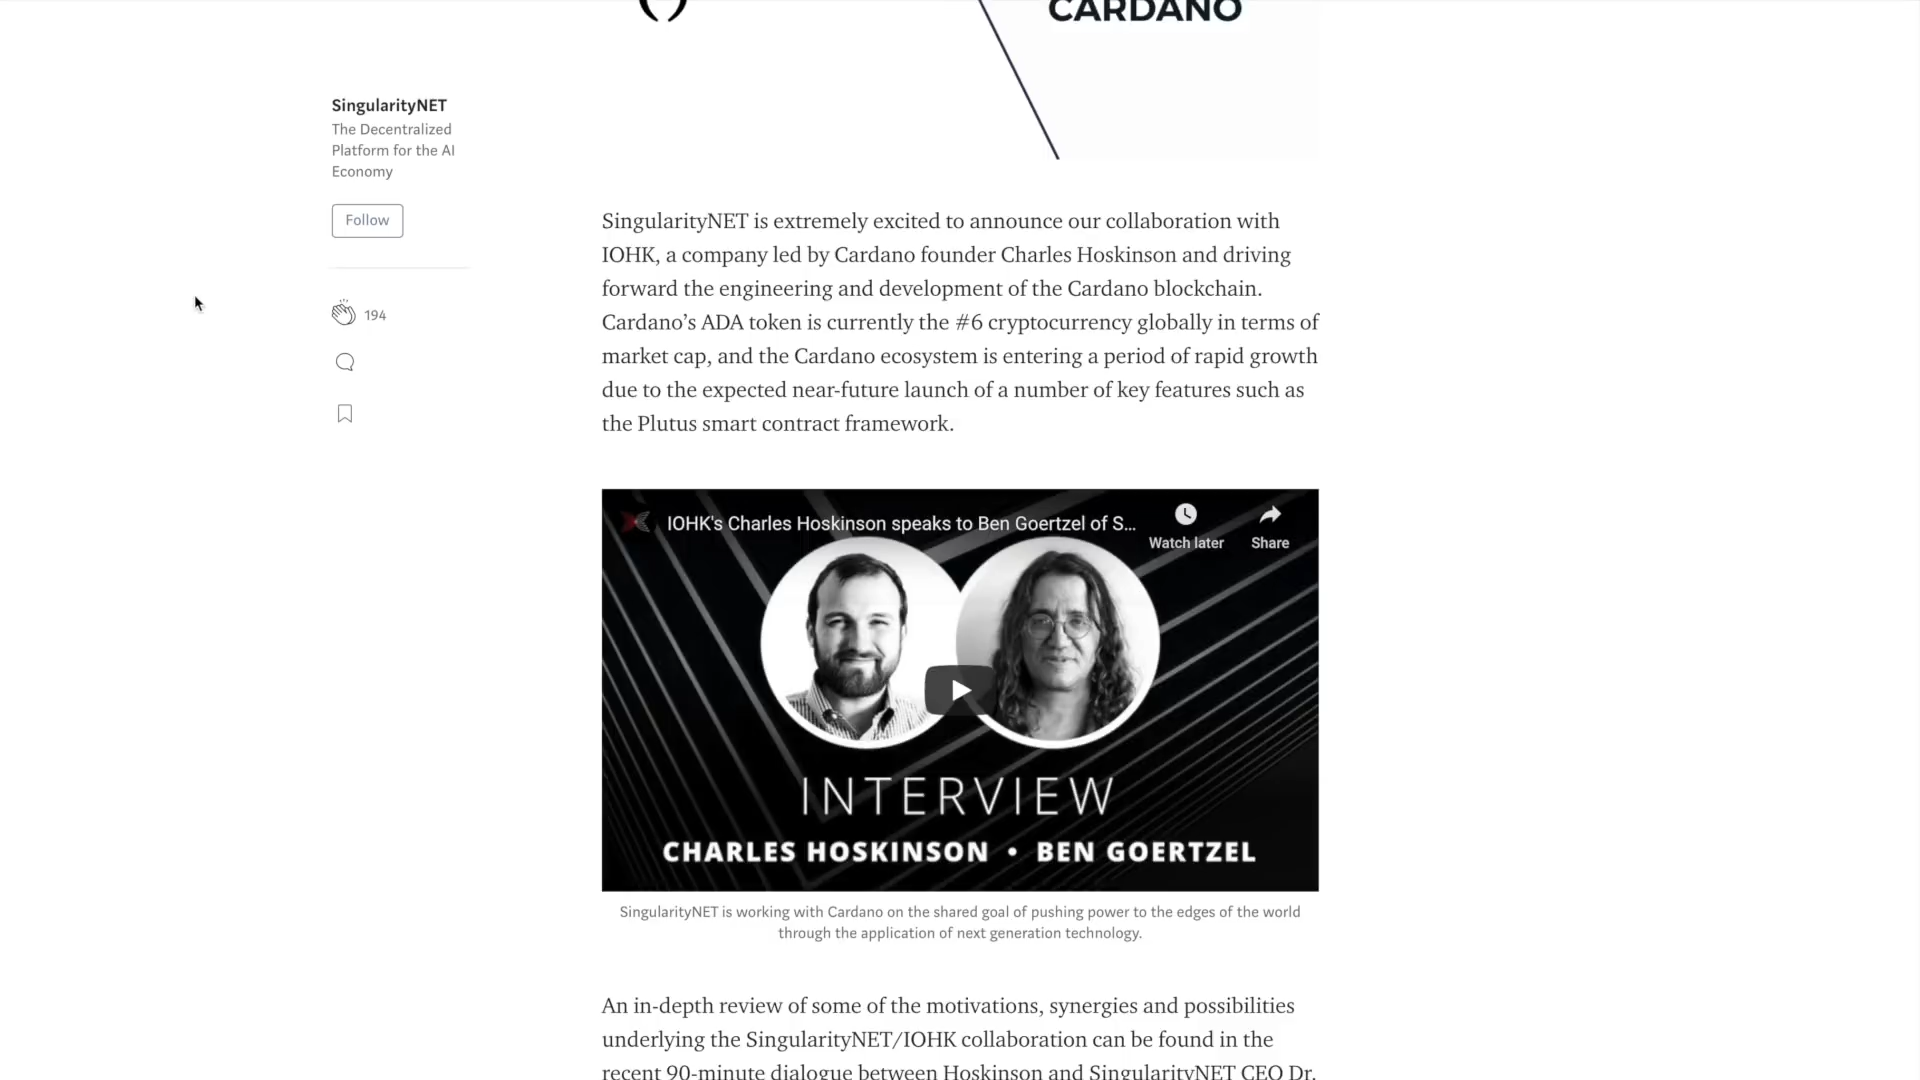 CARDANO
SingularityNET
The Decentralized
Platform for the AI
Economy
Follow
194
SingularityNET is extremely excited to announce our collaboration with
IOHK, a company led by Cardano founder Charles Hoskinson and driving
forward the engineering and development of the Cardano blockchain.
Cardano’s ADA token is currently the #6 cryptocurrency globally in terms of
market cap, and the Cardano ecosystem is entering a period of rapid growth
due to the expected near-future launch of a number of key features such as
the Plutus smart contract framework.
IOHK's Charles Hoskinson speaks to Ben Goertzel of S...
Watch later
Share
INTERVIEW
CHARLES HOSKINSON • BEN GOERTZEL
SingularityNET is working with Cardano on the shared goal of pushing power to the edges of the world
through the application of next generation technology.
An in-depth review of some of the motivations, synergies and possibilities
underlying the SingularityNET/IOHK collaboration can be found in the
recent 90-minute dialogue between Hoskinson and SingularityNET CEO Dr.